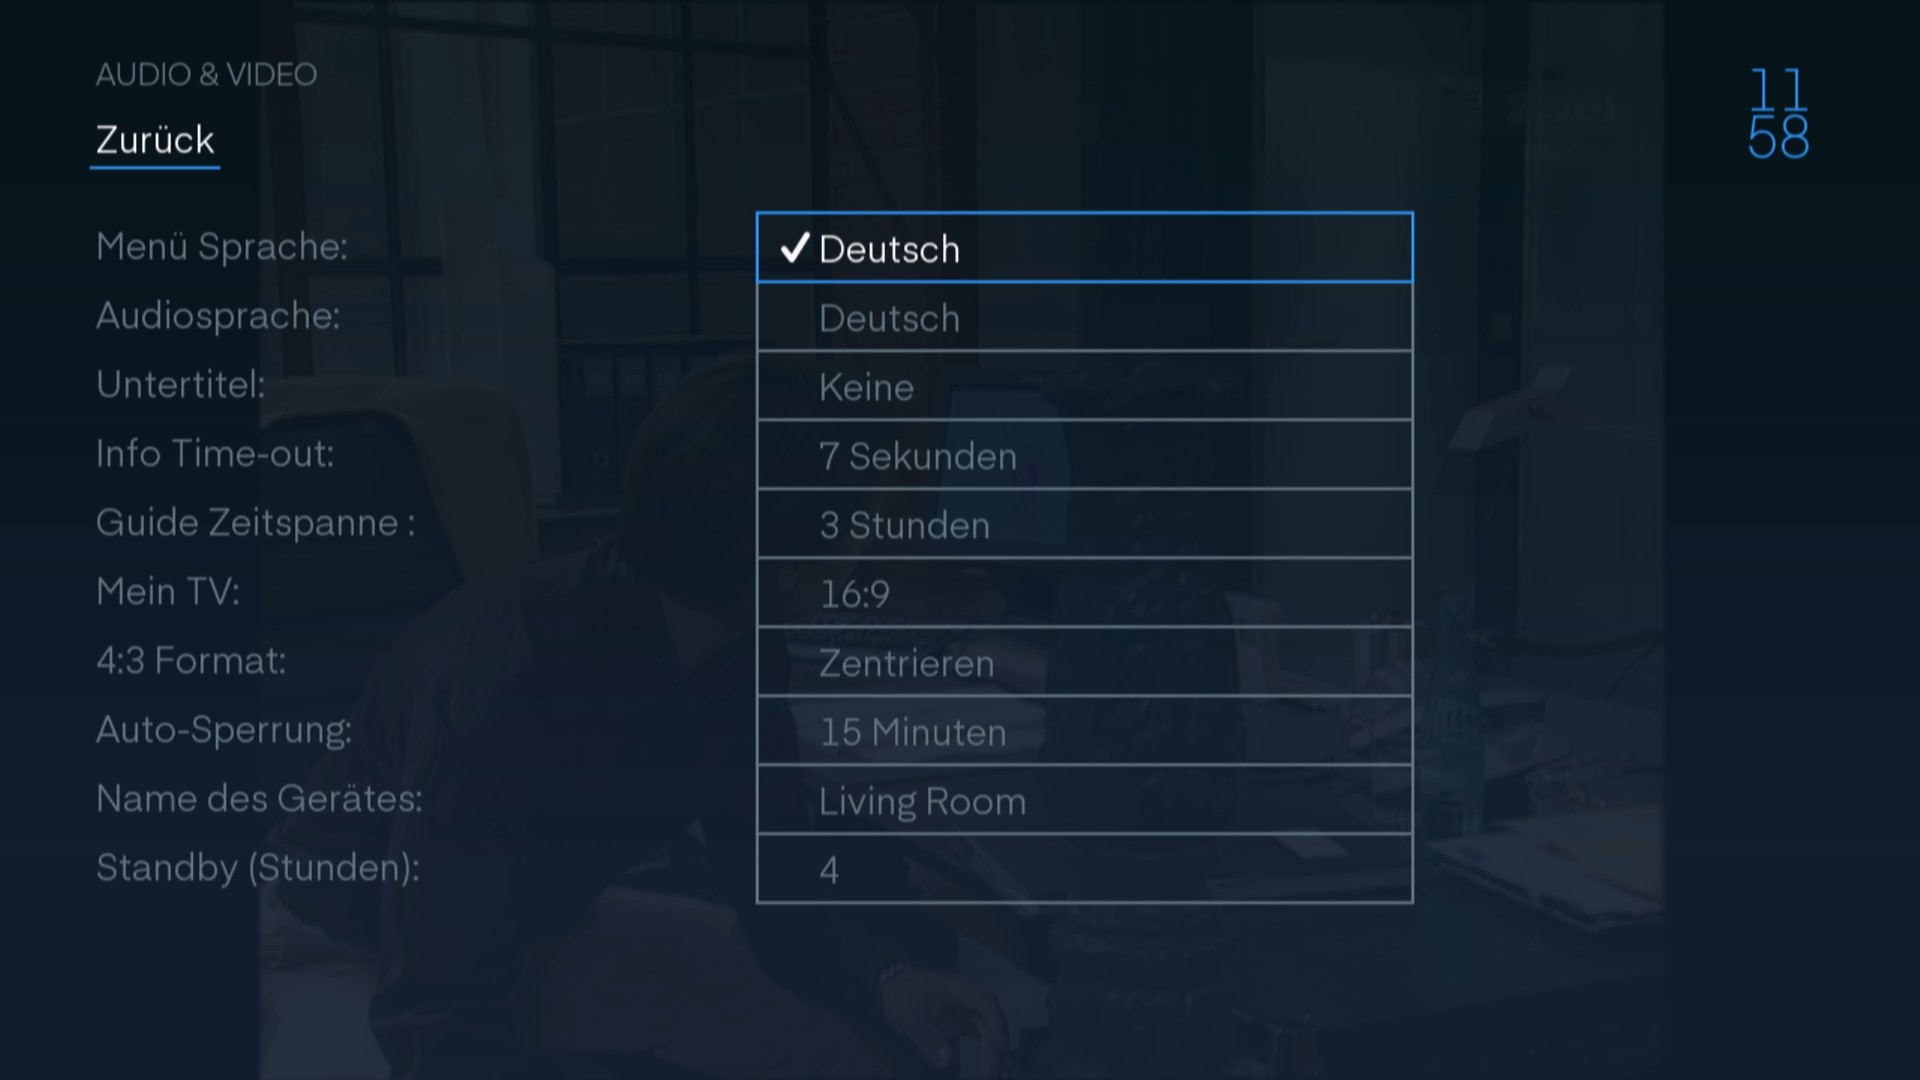 AUDIO & VIDEO
Zurück
11
58
Menü Sprache:
Deutsch
Audiosprache:
Deutsch
Untertitel:
Keine
Info Time-out:
7 Sekunden
Guide Zeitspanne :
3 Stunden
Mein TV:
16:9
4:3 Format:
Zentrieren
Auto-Sperrung:
15 Minuten
Name des Gerätes:
Living Room
Standby (Stunden):
4